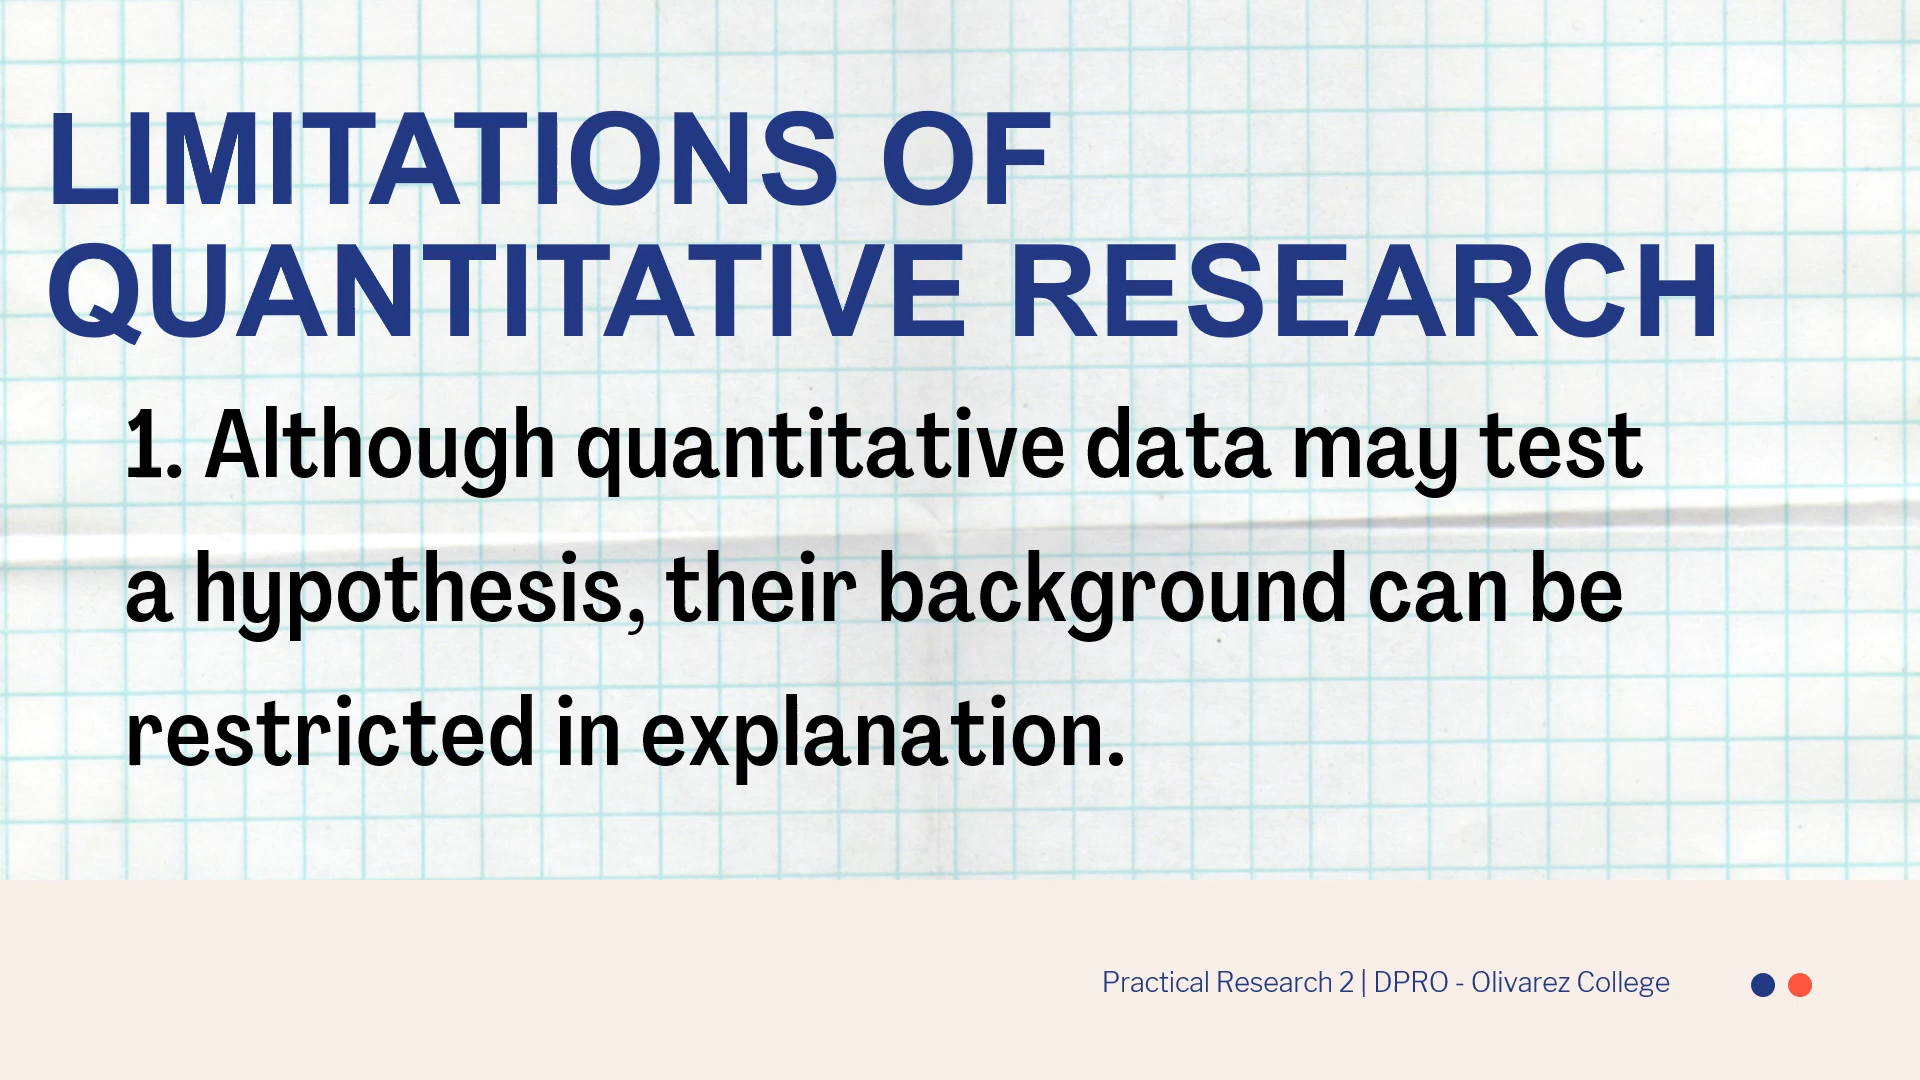 LIMITATIONS OF
QUANTITATIVE RESEARCH
1. Although quantitative data may test
a hypothesis, their background can be
restricted in explanation.
Practical Research 2 | DPRO - Olivarez College